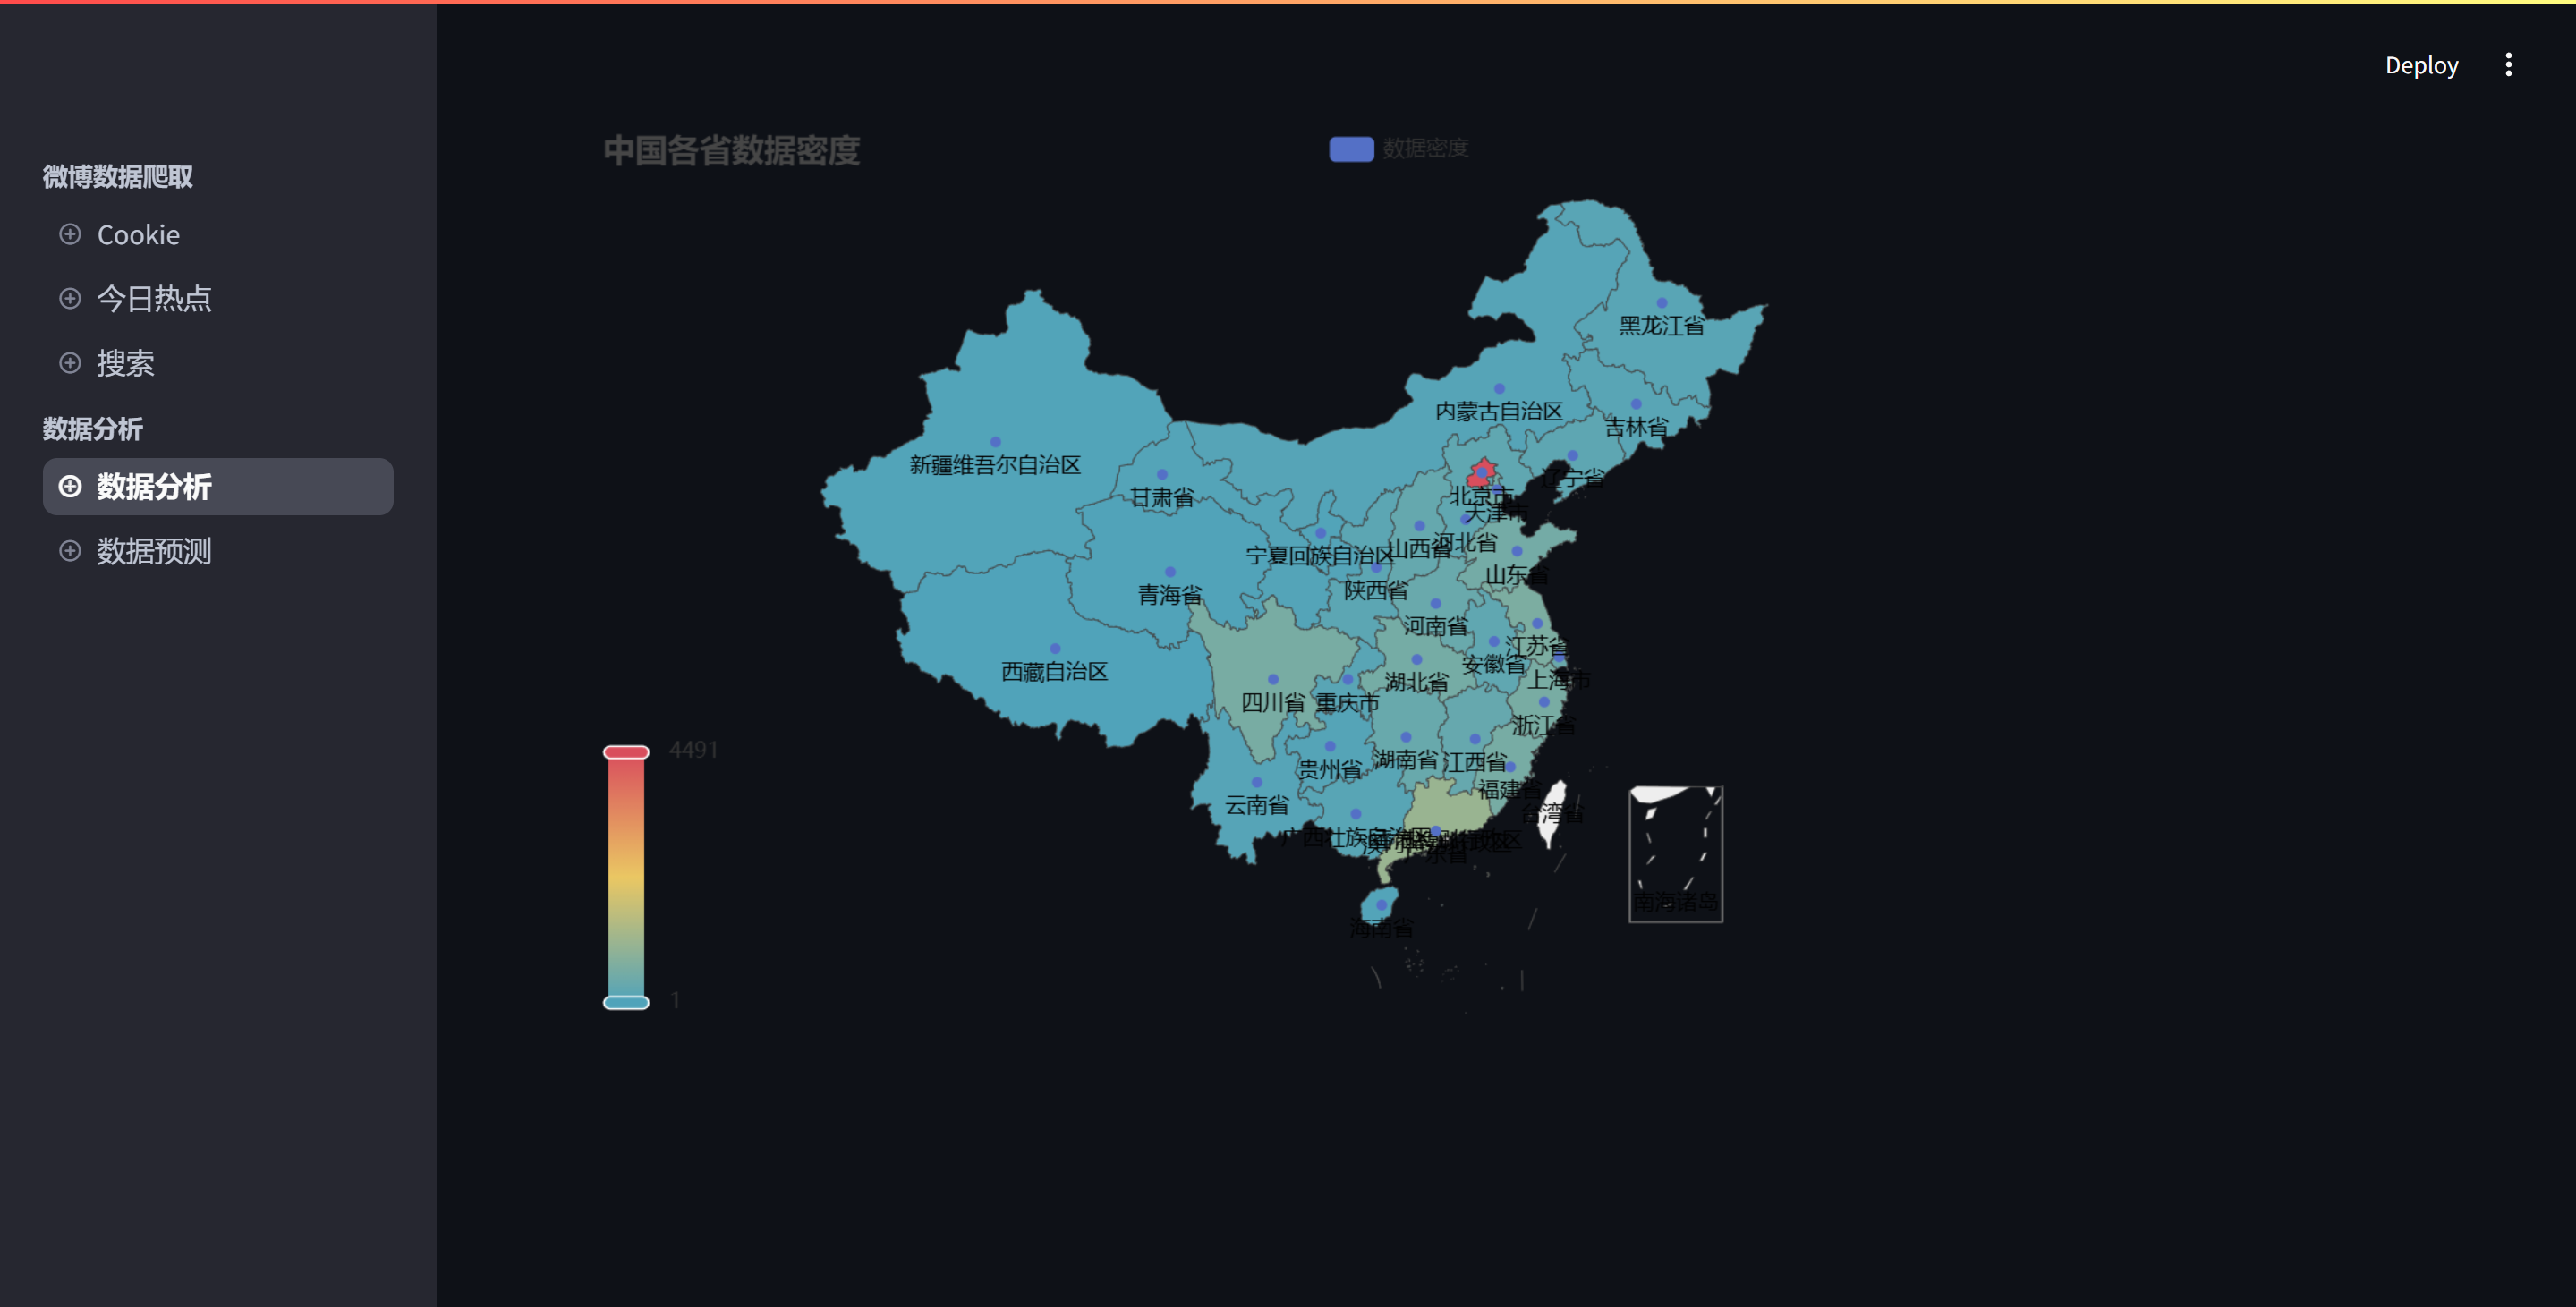 Deploy
微博数据爬取
Cookie
今日热点
搜索
数据分析
数据分析
数据预测
中国各省数据密度
数据密度
黑龙江省
内蒙古自治区
吉林省
新疆维吾尔自治区
辽宁省
甘肃省
北京市
天津市
宁夏回族自治区
山西省
河北省
山东省
青海省
陕西省
河南省
江苏省
安徽省
西藏自治区
上海市
湖北省
四川省
重庆市
浙江省
4491
湖南省
江西省
贵州省
福建省
云南省
台湾省
广西壮族自治区
南海诸岛
海南省
1